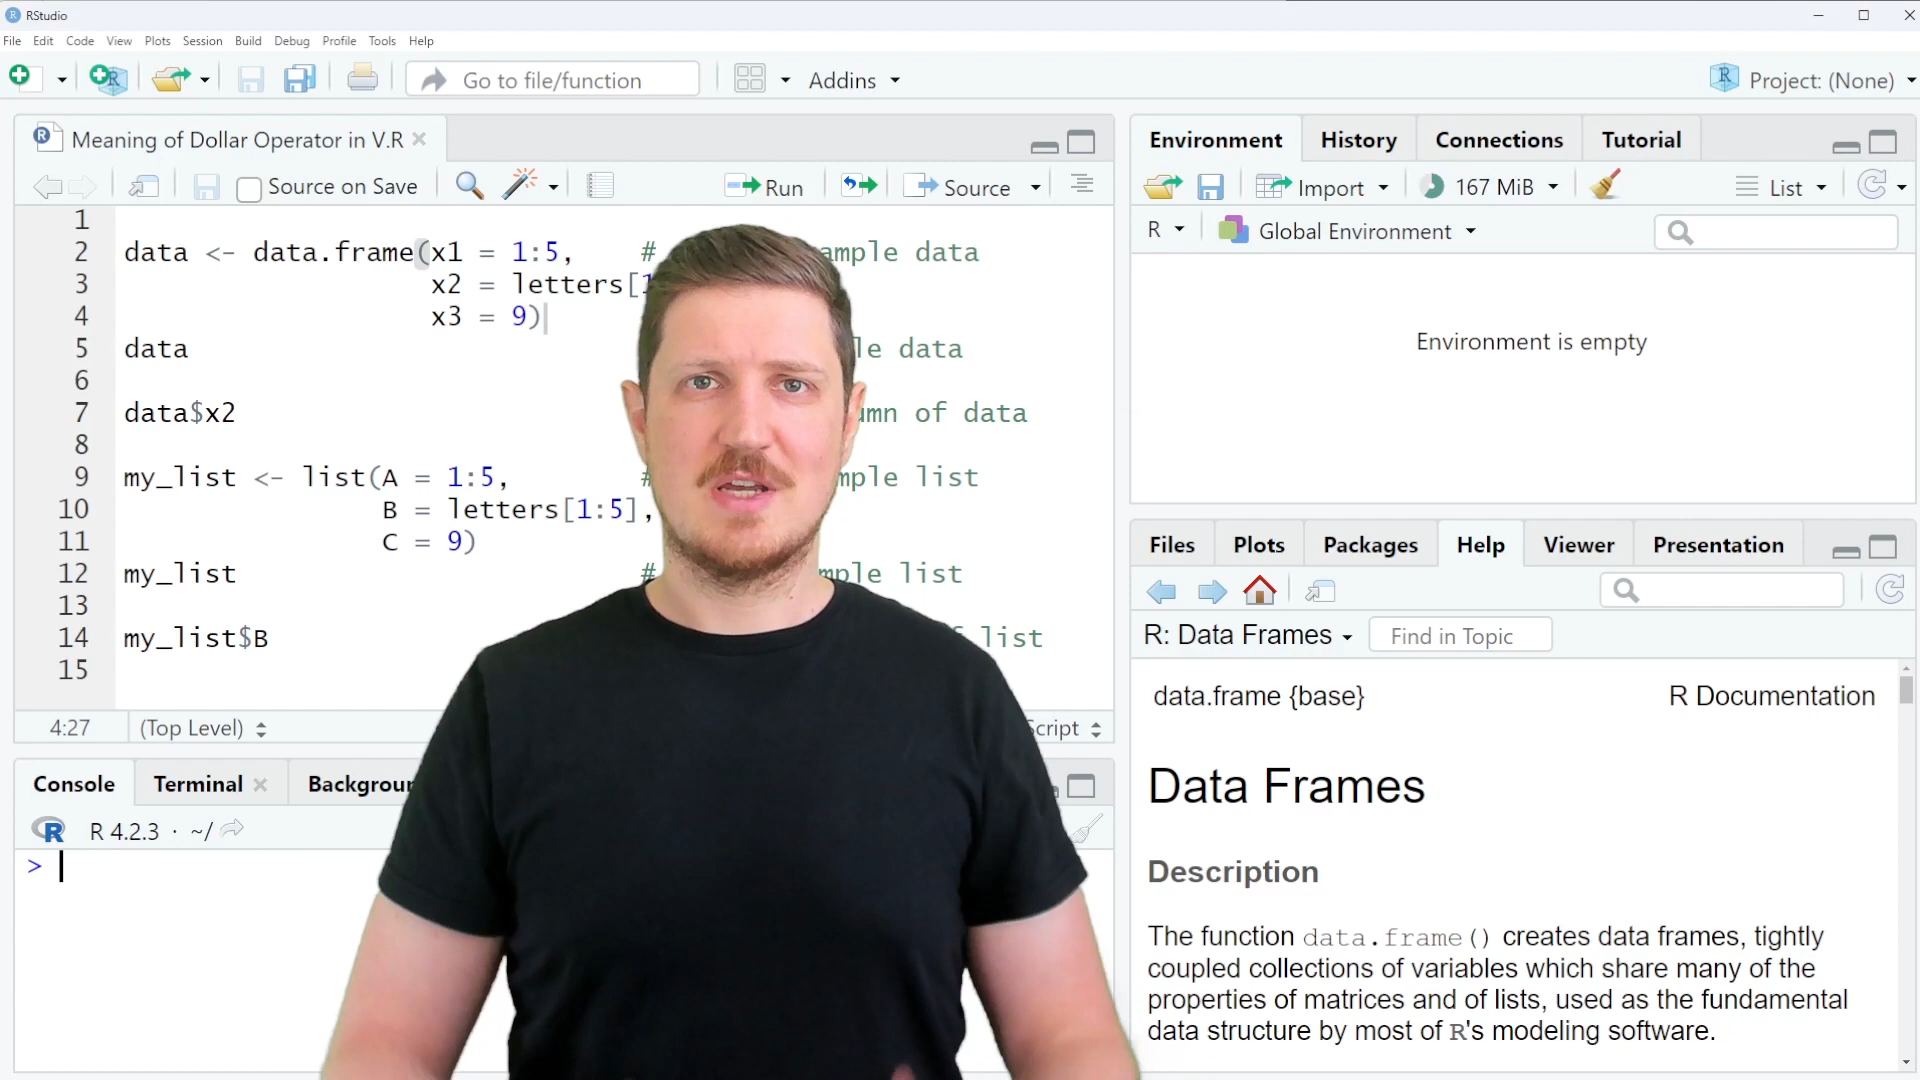 RStudio
File Edit Code View Plots Session Build Debug Profile Tools Help
Go to file/function
Addins
Project: (None)
Meaning of Dollar Operator in V.R
Source on Save
Run
Source
1
2 data <- data.frame(x1 = 1:5, # ample data
3 x2 = letters[
4 x3 = 9)
5 data data
6
7 data$x2 of data
8
9 my_list <- list(A = 1:5, # list
10 B = letters[1:5],
11 C = 9)
12 my_list # list
13
14 my_list$B list
15
4:27 (Top Level) Script
Console Terminal Backgrou
R 4.2.3 · ~/
>
Environment History Connections Tutorial
Import 167 MiB List
R Global Environment
Environment is empty
Files Plots Packages Help Viewer Presentation
R: Data Frames Find in Topic
data.frame {base} R Documentation
Data Frames
Description
The function data.frame() creates data frames, tightly
coupled collections of variables which share many of the
properties of matrices and of lists, used as the fundamental
data structure by most of R's modeling software.